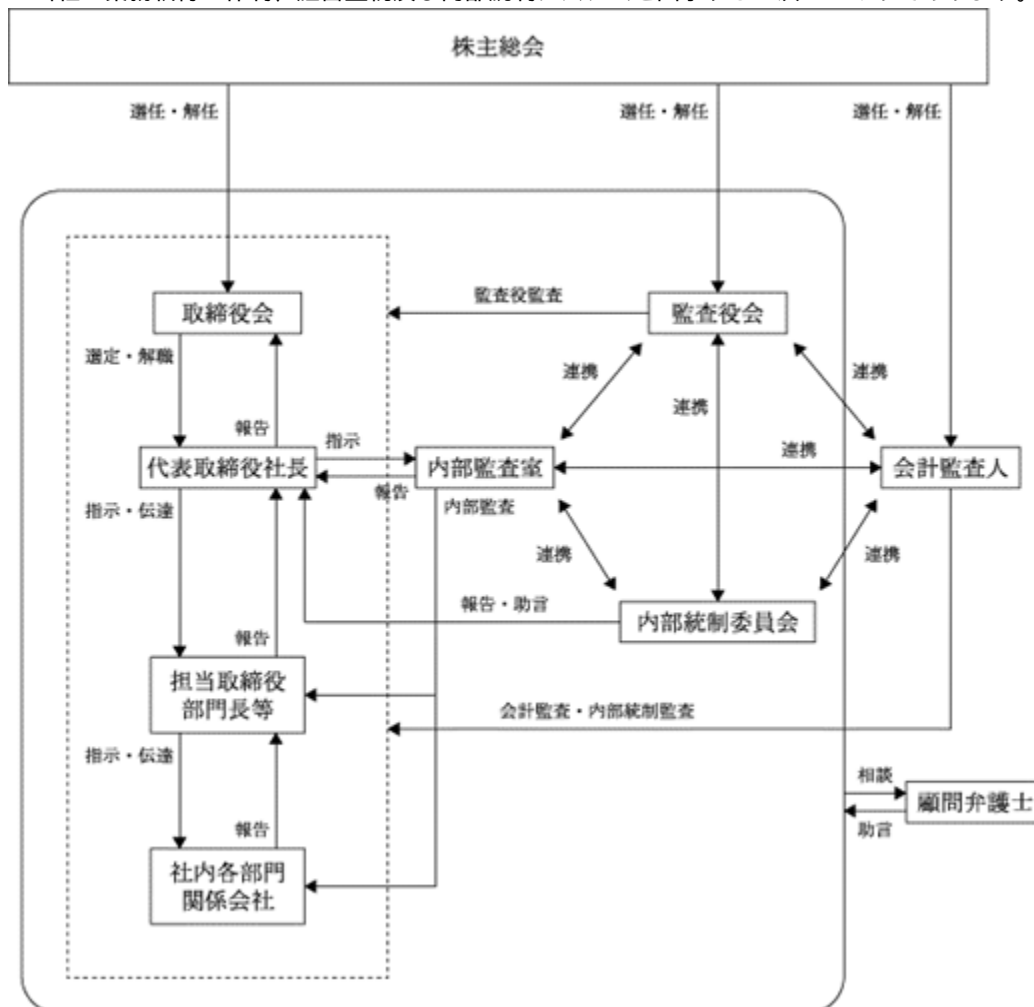 株主総会
選任・解任
選任・解任
選任・解任
取締役会
監査役監査
監査役会
選定・解職
連携
連携
連携
報告
指示
代表取締役社長
内部監査室
連携
会計監査人
報告
指示・伝達
内部監査
連携
連携
報告・助言
内部統制委員会
報告
担当取締役
部門長等
会計監査・内部統制監査
指示・伝達
相談
顧問弁護士
助言
報告
社内各部門
関係会社